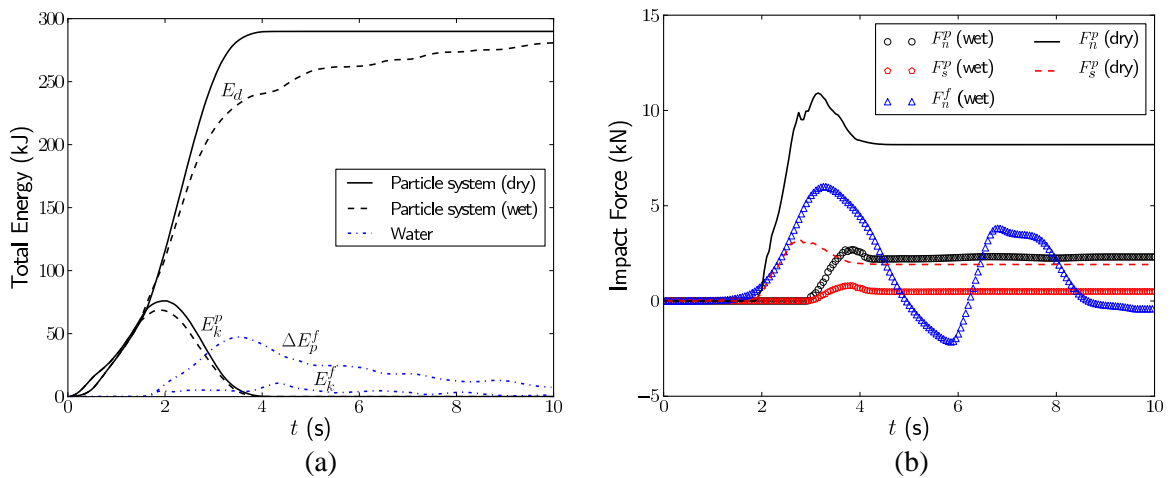 300
250
200
150
100
50
0
Total Energy (kJ)
E_d
Particle system (dry)
Particle system (wet)
Water
E_k^p
ΔE_p^f
E_k^f
0 2 4 6 8 10
t (s)
(a)
15
10
5
0
−5
Impact Force (kN)
F_n^p (wet)
F_s^p (wet)
F_n^f (wet)
F_n^p (dry)
F_s^p (dry)
0 2 4 6 8 10
t (s)
(b)